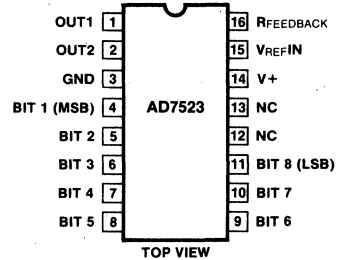 OUT1 1 16 RFEEDBACK
OUT2 2 15 VREFIN
GND 3 14 V+
BIT 1 (MSB) 4 AD7523 13 NC
BIT 2 5 12 NC
BIT 3 6 11 BIT 8 (LSB)
BIT 4 7 10 BIT 7
BIT 5 8 9 BIT 6
TOP VIEW